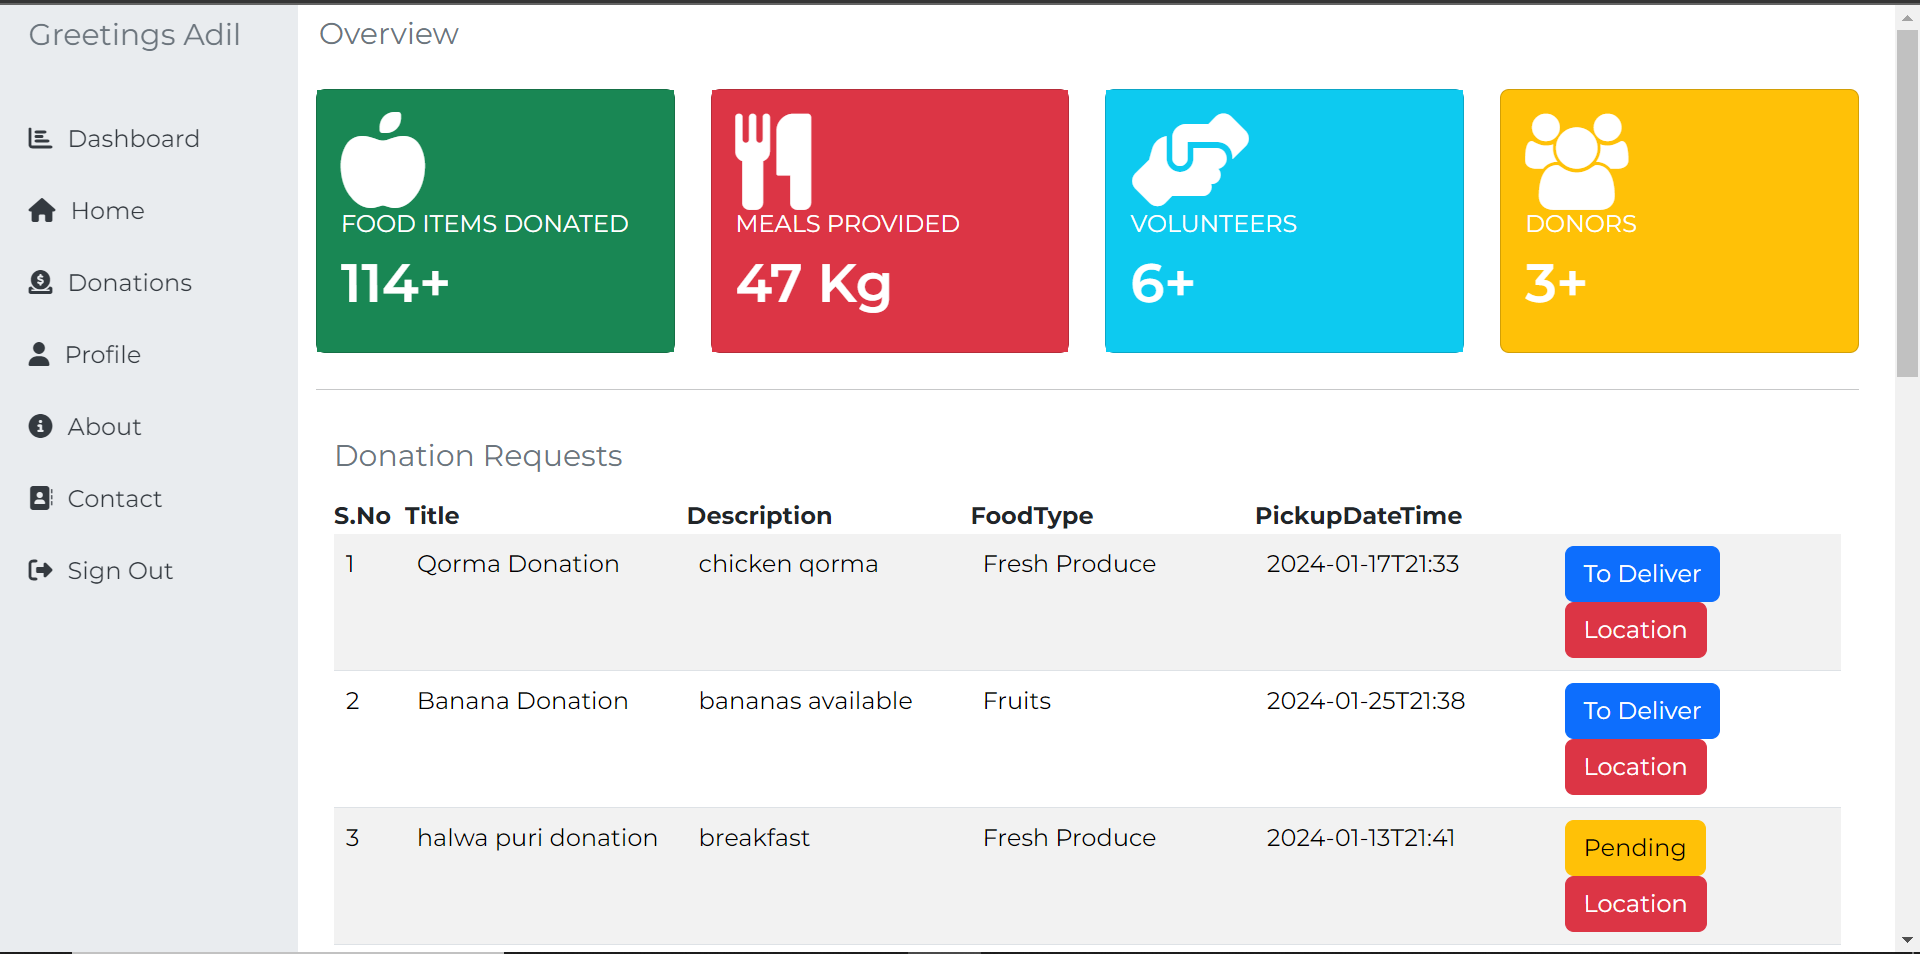 Greetings Adil
Dashboard
Home
Donations
Profile
About
Contact
Sign Out
Overview
FOOD ITEMS DONATED
114+
MEALS PROVIDED
47 Kg
VOLUNTEERS
6+
DONORS
3+
Donation Requests
S.No Title Description FoodType PickupDateTime
1 Qorma Donation chicken qorma Fresh Produce 2024-01-17T21:33 To Deliver
Location
2 Banana Donation bananas available Fruits 2024-01-25T21:38 To Deliver
Location
3 halwa puri donation breakfast Fresh Produce 2024-01-13T21:41 Pending
Location